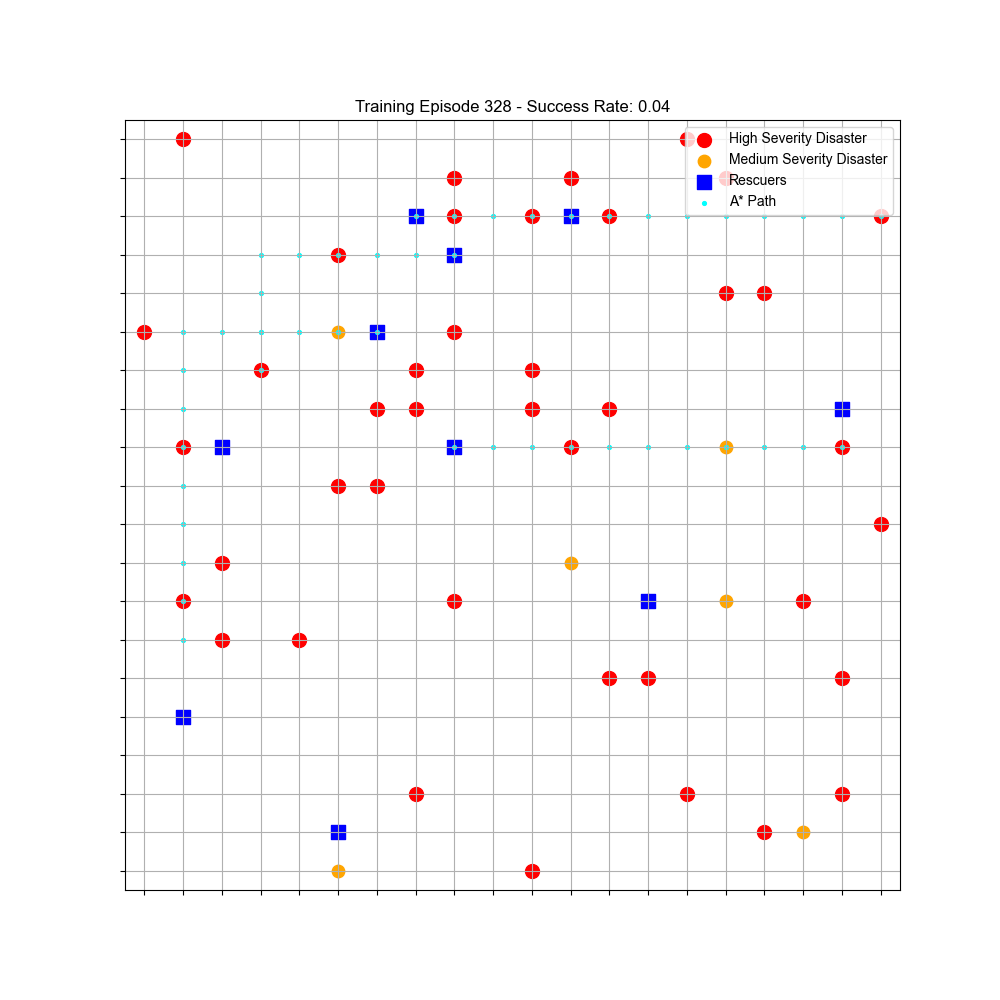 Training Episode 328 - Success Rate: 0.04
High Severity Disaster
Medium Severity Disaster
Rescuers
A* Path